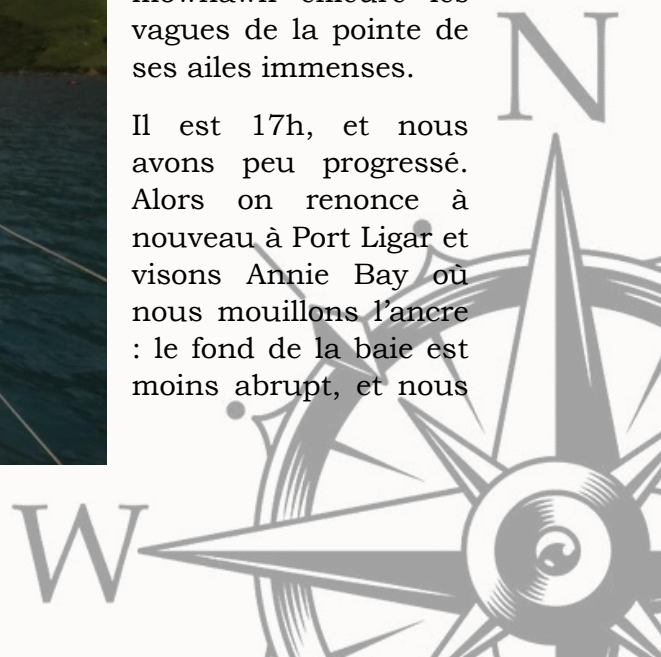 vagues de la pointe de
ses ailes immenses.
Il est 17h, et nous
avons peu progressé.
Alors on renonce à
nouveau à Port Ligar et
visons Annie Bay où
nous mouillons l’ancre
: le fond de la baie est
moins abrupt, et nous
N
W